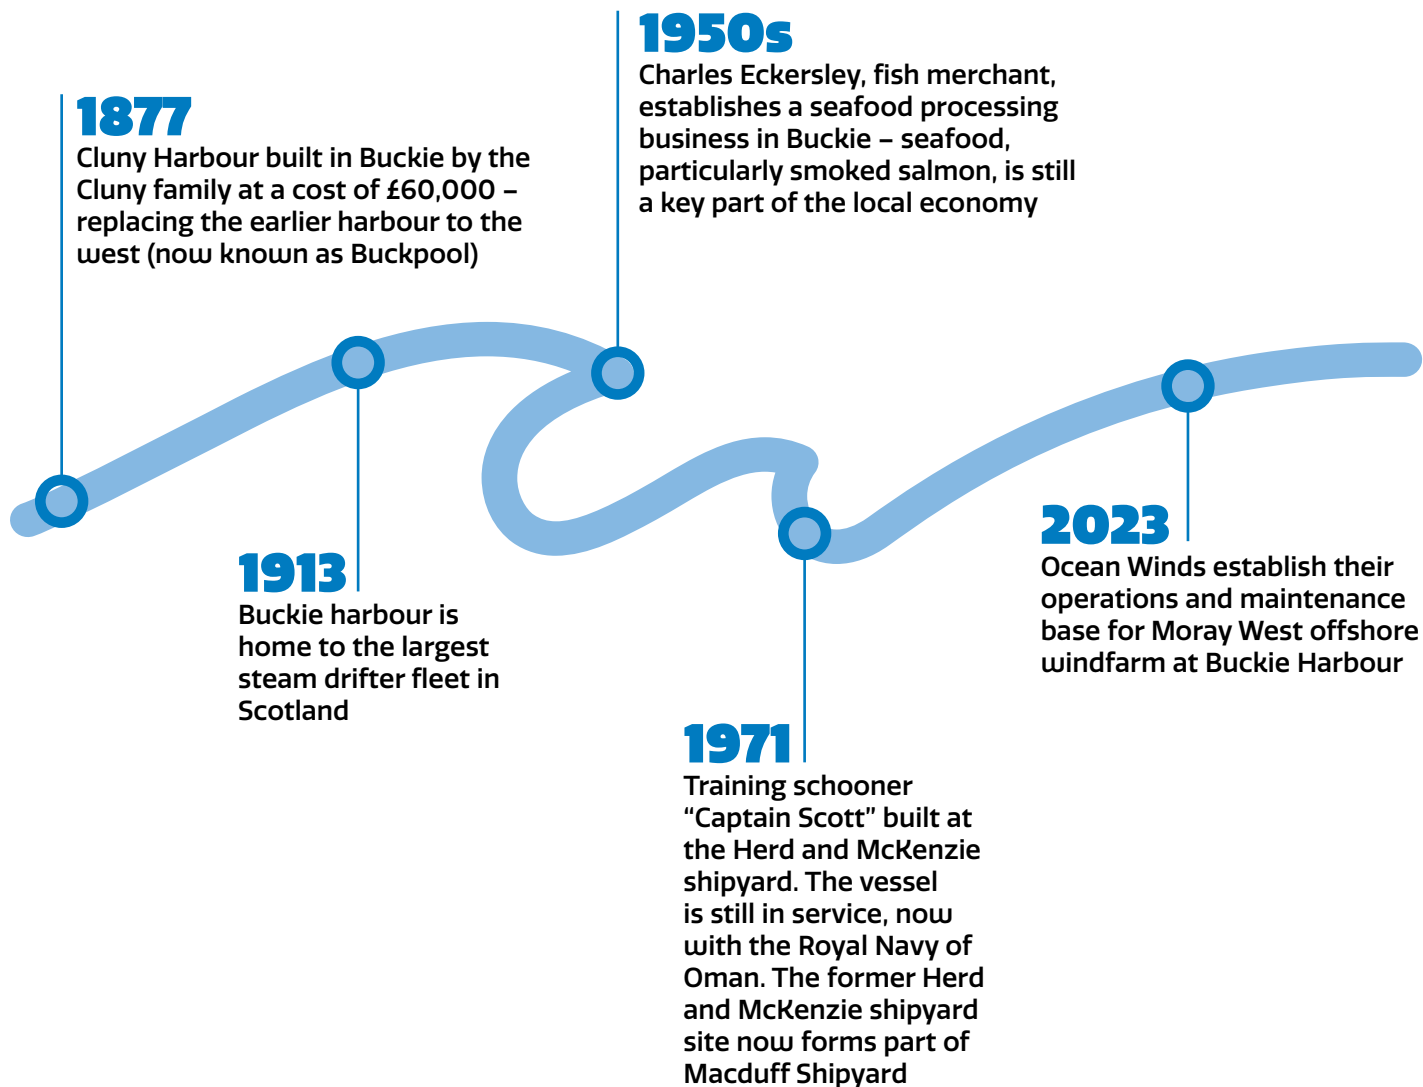 1877
Cluny Harbour built in Buckie by the
Cluny family at a cost of £60,000 –
replacing the earlier harbour to the
west (now known as Buckpool)
1913
Buckie harbour is
home to the largest
steam drifter fleet in
Scotland
1950s
Charles Eckersley, fish merchant,
establishes a seafood processing
business in Buckie – seafood,
particularly smoked salmon, is still
a key part of the local economy
1971
Training schooner
“Captain Scott” built at
the Herd and McKenzie
shipyard. The vessel
is still in service, now
with the Royal Navy of
Oman. The former Herd
and McKenzie shipyard
site now forms part of
Macduff Shipyard
2023
Ocean Winds establish their
operations and maintenance
base for Moray West offshore
windfarm at Buckie Harbour